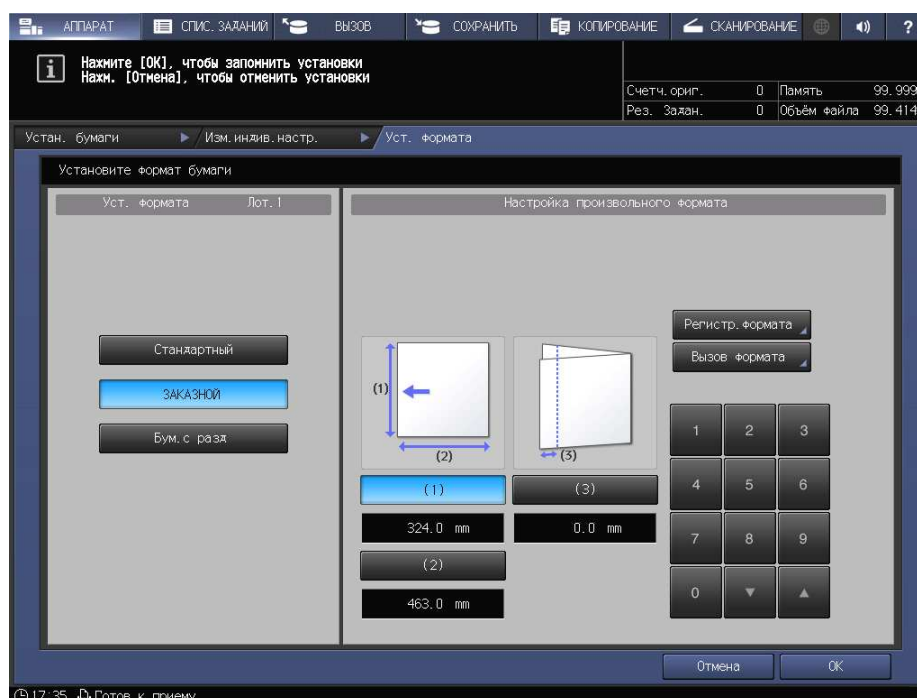 АППАРАТ СПИС. ЗАДАНИЙ ВЫЗОВ СОХРАНИТЬ КОПИРОВАНИЕ СКАНИРОВАНИЕ ?
Нажмите [ОК], чтобы запомнить установки
Нажм. [Отмена], чтобы отменить установки
Счетч.ориг. 0 Память 99.999
Рез. Задан. 0 Объём файла 99.414
Устан. бумаги Изм.индив.настр. Уст. формата
Установите формат бумаги
Уст. формата Лот.1
Стандартный
ЗАКАЗНОЙ
Бум.с разд
Настройка произвольного формата
Регистр.формата
Вызов формата
(1)
(2)
(3)
(1)
324.0 mm
(2)
463.0 mm
(3)
0.0 mm
1 2 3
4 5 6
7 8 9
0
Отмена OK
17:35 Готов к приему